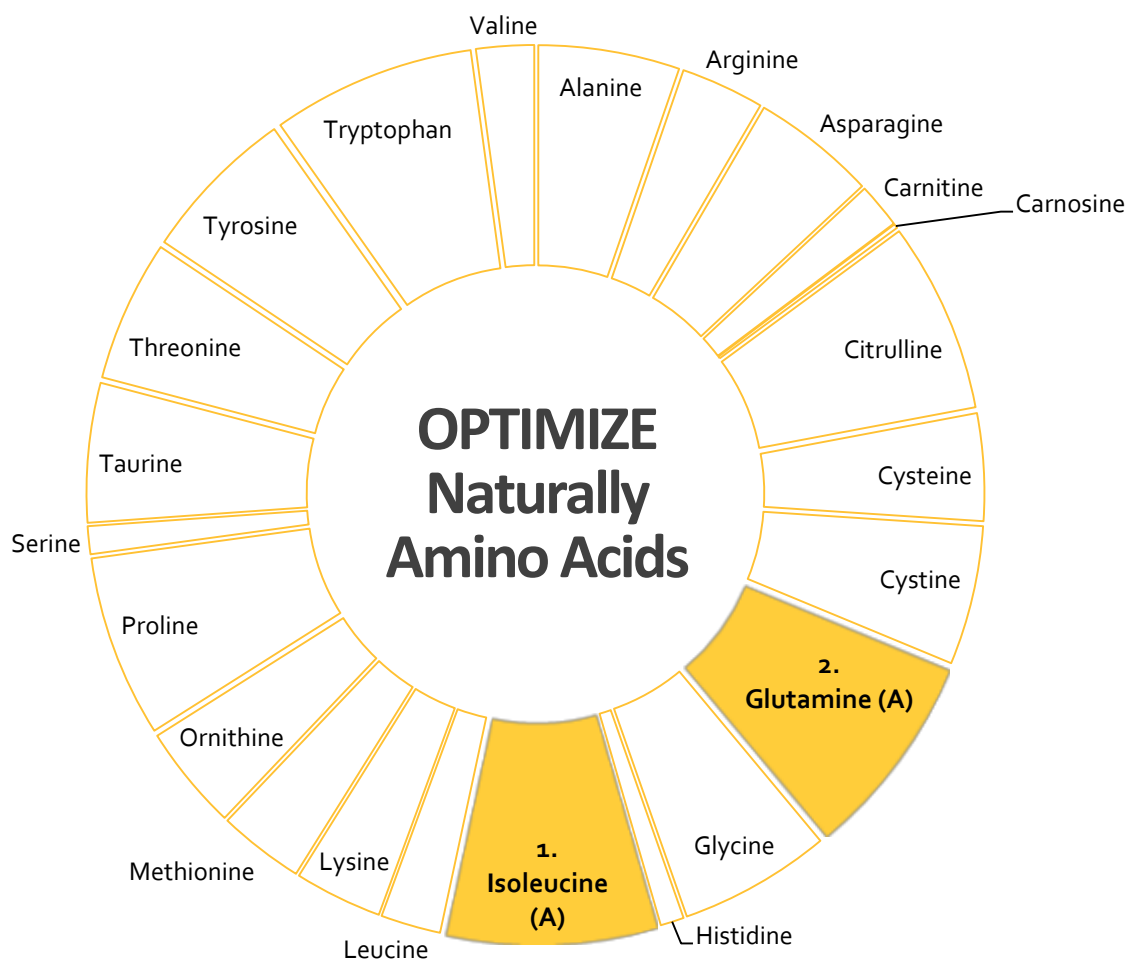 Valine
Alanine
Arginine
Asparagine
Carnitine
Carnosine
Citrulline
Cysteine
Cystine
2.
Glutamine (A)
Glycine
Histidine
1.
Isoleucine
(A)
Leucine
Lysine
Methionine
Ornithine
Proline
Serine
Taurine
Threonine
Tyrosine
Tryptophan
OPTIMIZE
Naturally
Amino Acids